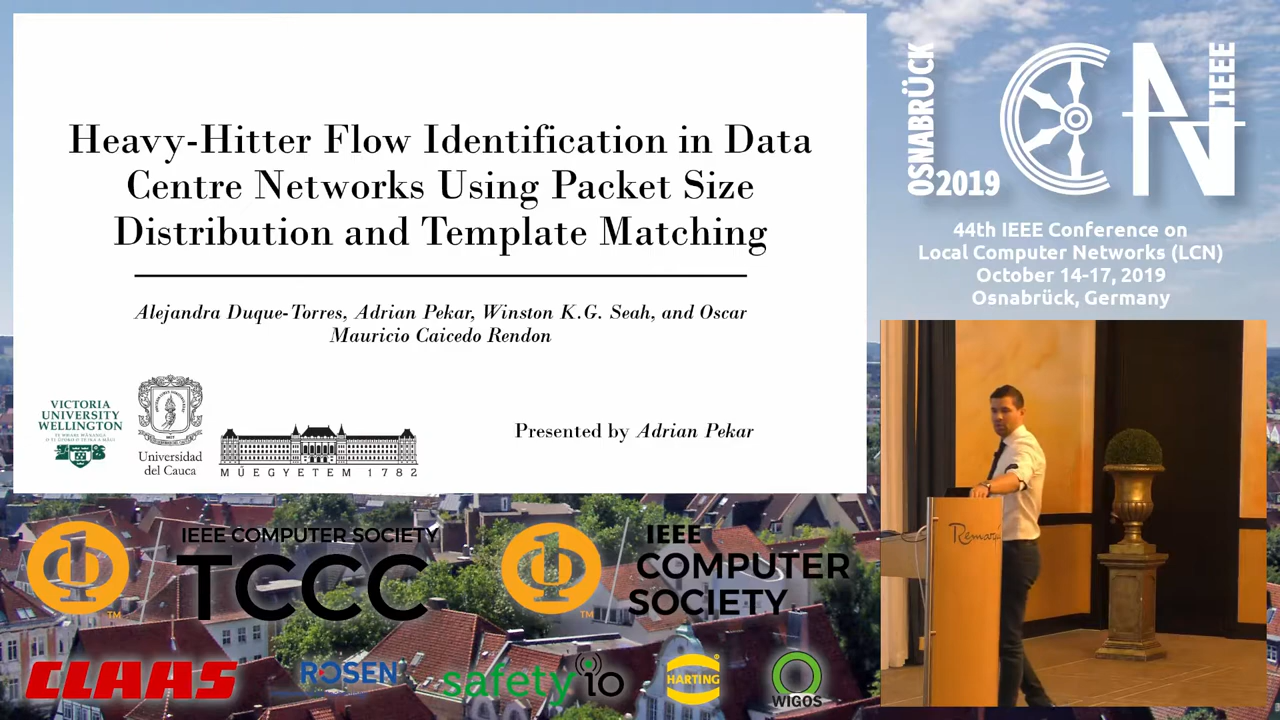 Heavy-Hitter Flow Identification in Data
Centre Networks Using Packet Size
Distribution and Template Matching
Alejandra Duque-Torres, Adrian Pekar, Winston K.G. Seah, and Oscar
Mauricio Caicedo Rendon
VICTORIA
UNIVERSITY
WELLINGTON
Universidad
del Cauca
MŰEGYETEM 1782
Presented by Adrian Pekar
OSNABRÜCK
2019
CN
IEEE
44th IEEE Conference on
Local Computer Networks (LCN)
October 14-17, 2019
Osnabrück, Germany
IEEE COMPUTER SOCIETY
TCCC
TM
IEEE
COMPUTER
SOCIETY
TM
CLAAS
ROSEN
safety io
HARTING
WIGOS